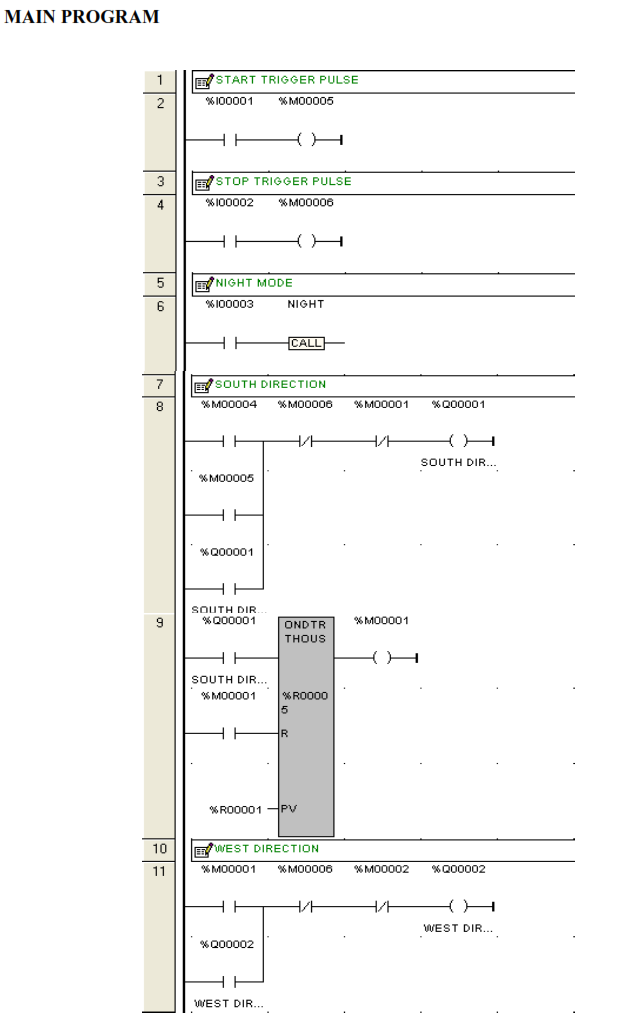 MAIN PROGRAM
1 START TRIGGER PULSE
2 %I00001 %M00005
3 STOP TRIGGER PULSE
4 %I00002 %M00006
5 NIGHT MODE
6 %I00003 NIGHT
CALL
7 SOUTH DIRECTION
8 %M00004 %M00006 %M00001 %Q00001
SOUTH DIR...
%M00005
%Q00001
SOUTH DIR...
9 %Q00001 ONDTR %M00001
THOUS
SOUTH DIR...
%M00001 %R0000
5
R
%R00001 PV
10 WEST DIRECTION
11 %M00001 %M00006 %M00002 %Q00002
WEST DIR...
%Q00002
WEST DIR...